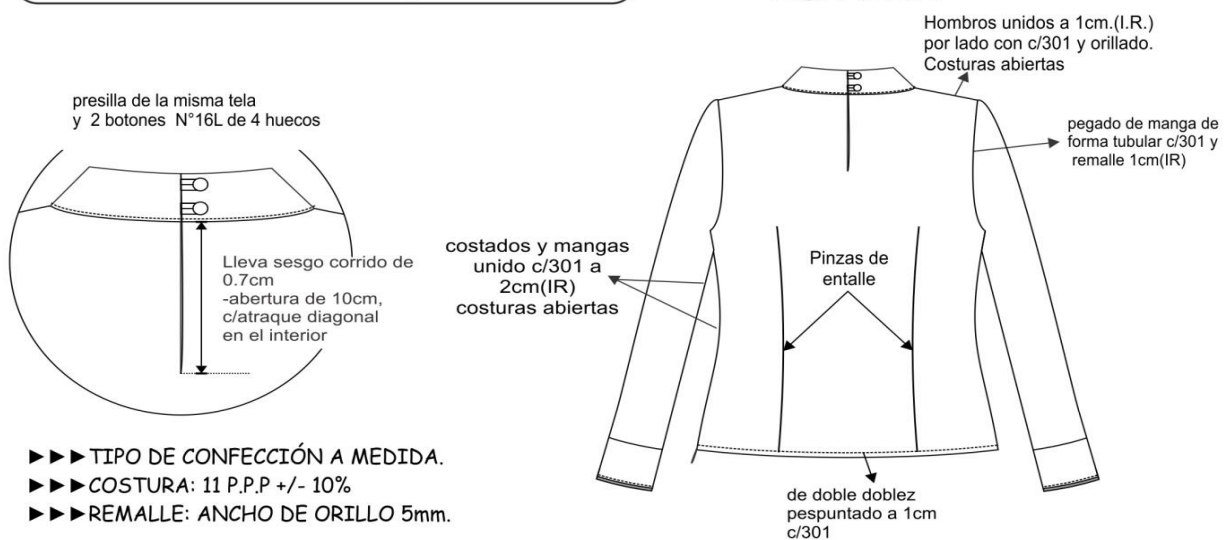 Hombros unidos a 1cm.(I.R.)
por lado con c/301 y orillado.
Costuras abiertas
presilla de la misma tela
y 2 botones N°16L de 4 huecos
pegado de manga de
forma tubular c/301 y
remalle 1cm(IR)
Lleva sesgo corrido de
0.7cm
-abertura de 10cm,
c/atraque diagonal
en el interior
costados y mangas
unido c/301 a
2cm(IR)
costuras abiertas
Pinzas de
entalle
►►►TIPO DE CONFECCIÓN A MEDIDA.
►►►COSTURA: 11 P.P.P +/- 10%
►►►REMALLE: ANCHO DE ORILLO 5mm.
de doble doblez
pespuntado a 1cm
c/301